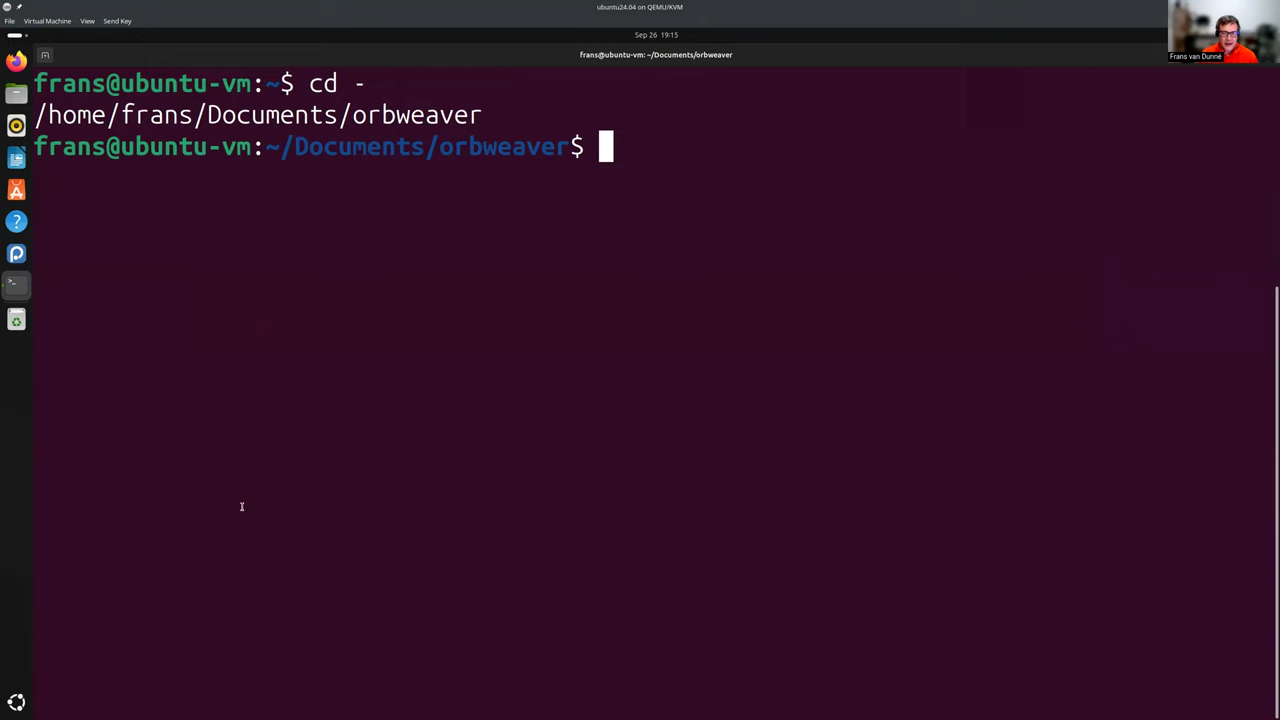 ubuntu24.04 on QEMU/KVM
File Virtual Machine View Send Key
Sep 26 19:15
frans@ubuntu-vm: ~/Documents/orbweaver
Frans van Dunné
frans@ubuntu-vm:~$ cd -
/home/frans/Documents/orbweaver
frans@ubuntu-vm:~/Documents/orbweaver$